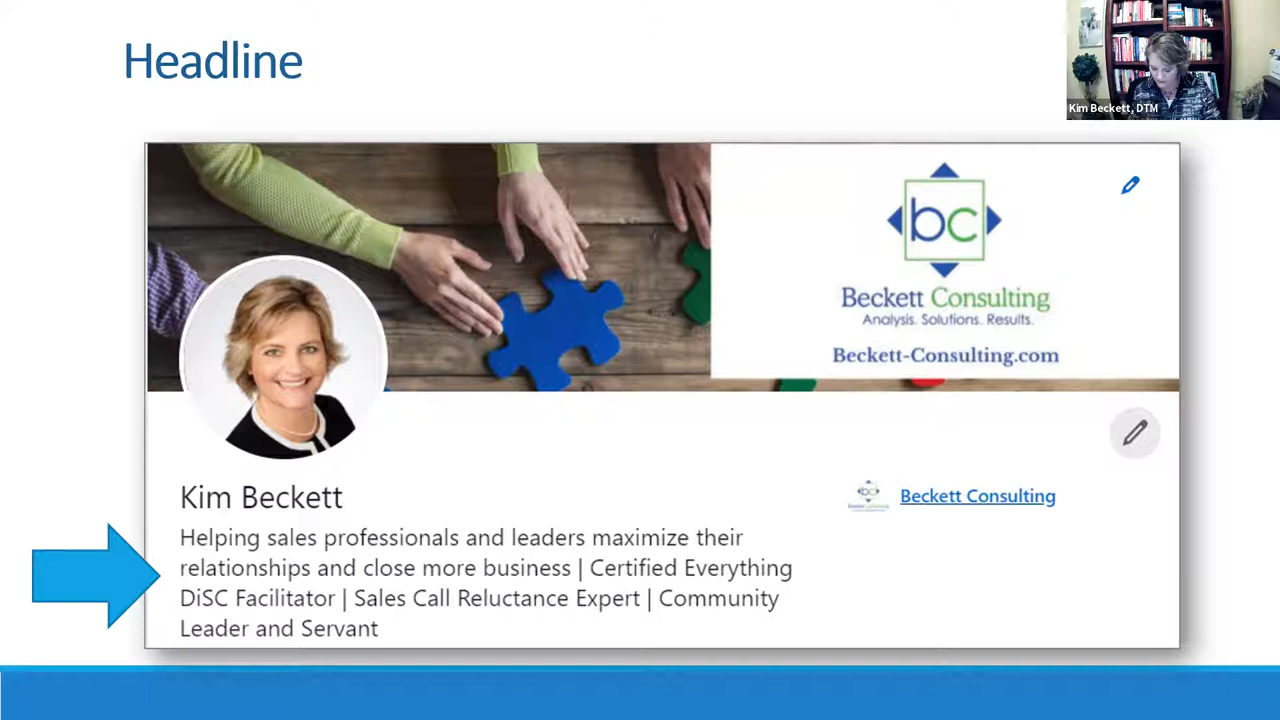 Headline
Kim Beckett, DTM
bc
Beckett Consulting
Analysis. Solutions. Results.
Beckett-Consulting.com
Kim Beckett
bc
Beckett Consulting
Helping sales professionals and leaders maximize their
relationships and close more business | Certified Everything
DiSC Facilitator | Sales Call Reluctance Expert | Community
Leader and Servant